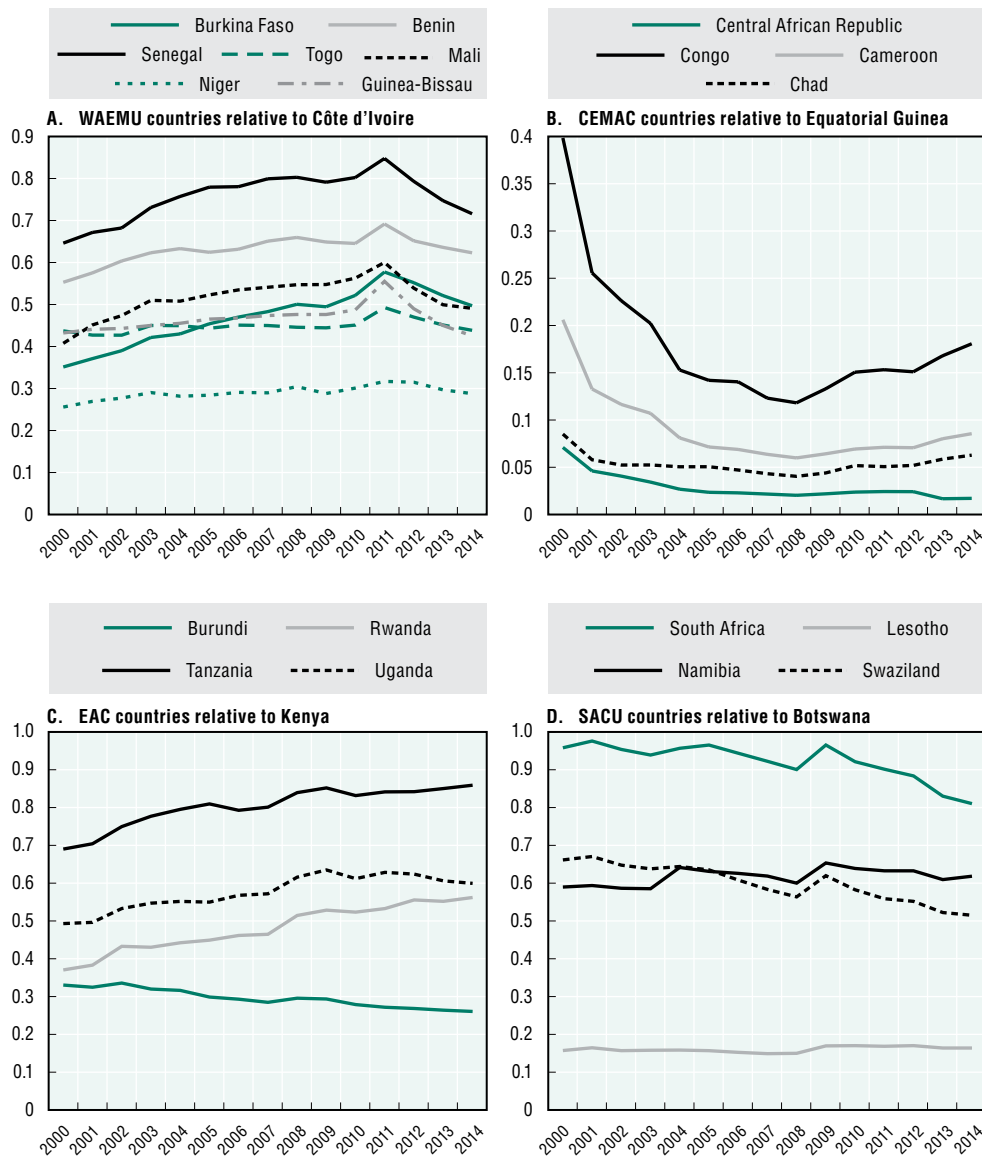 Burkina Faso Benin
Senegal Togo Mali
Niger Guinea-Bissau
A. WAEMU countries relative to Côte d'Ivoire
0.9
0.8
0.7
0.6
0.5
0.4
0.3
0.2
0.1
0
2000 2001 2002 2003 2004 2005 2006 2007 2008 2009 2010 2011 2012 2013 2014
Central African Republic
Congo Cameroon
Chad
B. CEMAC countries relative to Equatorial Guinea
0.4
0.35
0.3
0.25
0.2
0.15
0.1
0.05
0
2000 2001 2002 2003 2004 2005 2006 2007 2008 2009 2010 2011 2012 2013 2014
Burundi Rwanda
Tanzania Uganda
C. EAC countries relative to Kenya
1.0
0.9
0.8
0.7
0.6
0.5
0.4
0.3
0.2
0.1
0
2000 2001 2002 2003 2004 2005 2006 2007 2008 2009 2010 2011 2012 2013 2014
South Africa Lesotho
Namibia Swaziland
D. SACU countries relative to Botswana
1.0
0.9
0.8
0.7
0.6
0.5
0.4
0.3
0.2
0.1
0
2000 2001 2002 2003 2004 2005 2006 2007 2008 2009 2010 2011 2012 2013 2014